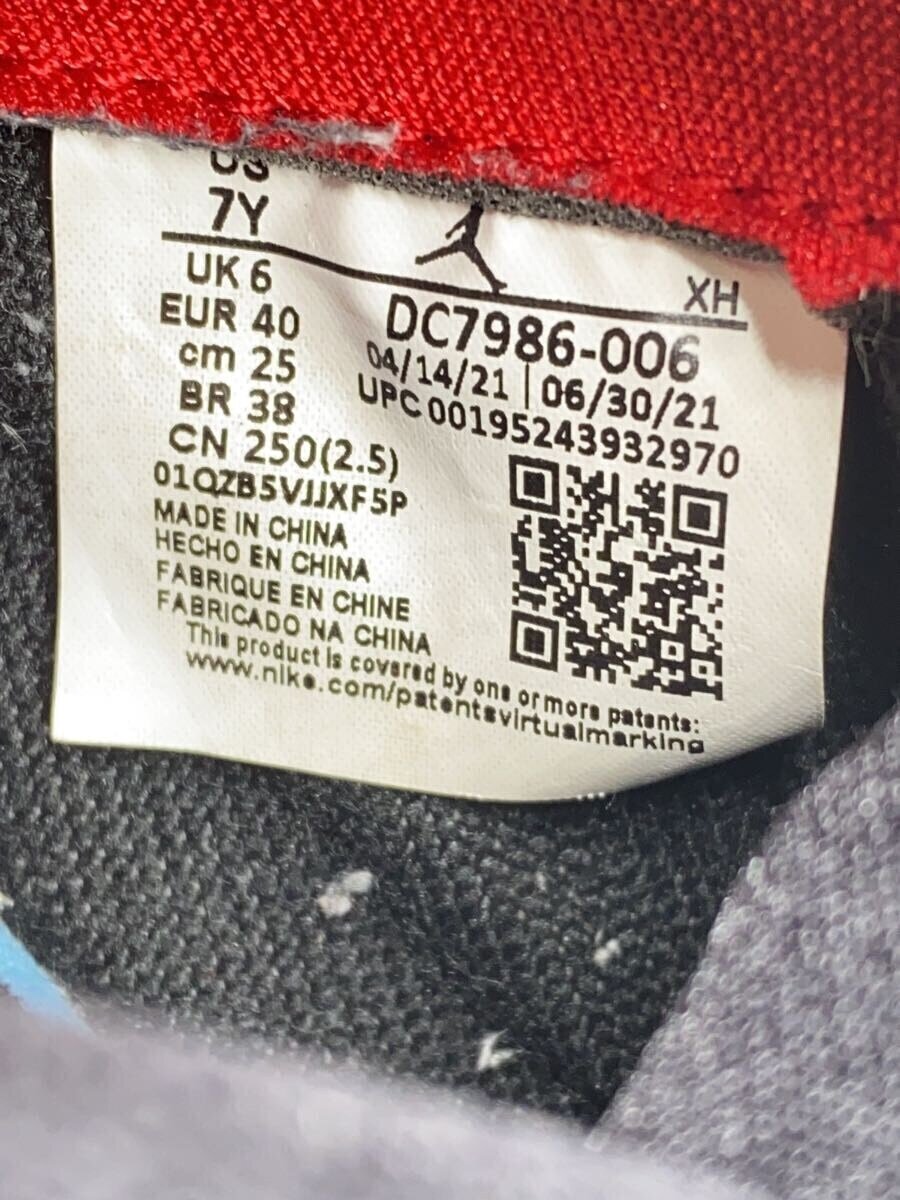 US
7Y
UK 6
EUR 40
cm 25
BR 38
CN 250(2.5)
01QZB5VJJXF5P
XH
DC7986-006
04/14/21 | 06/30/21
UPC 00195243932970
MADE IN CHINA
HECHO EN CHINA
FABRIQUE EN CHINE
FABRICADO NA CHINA
This product is covered by one or more patents:
www.nike.com/patentsvirtualmarking